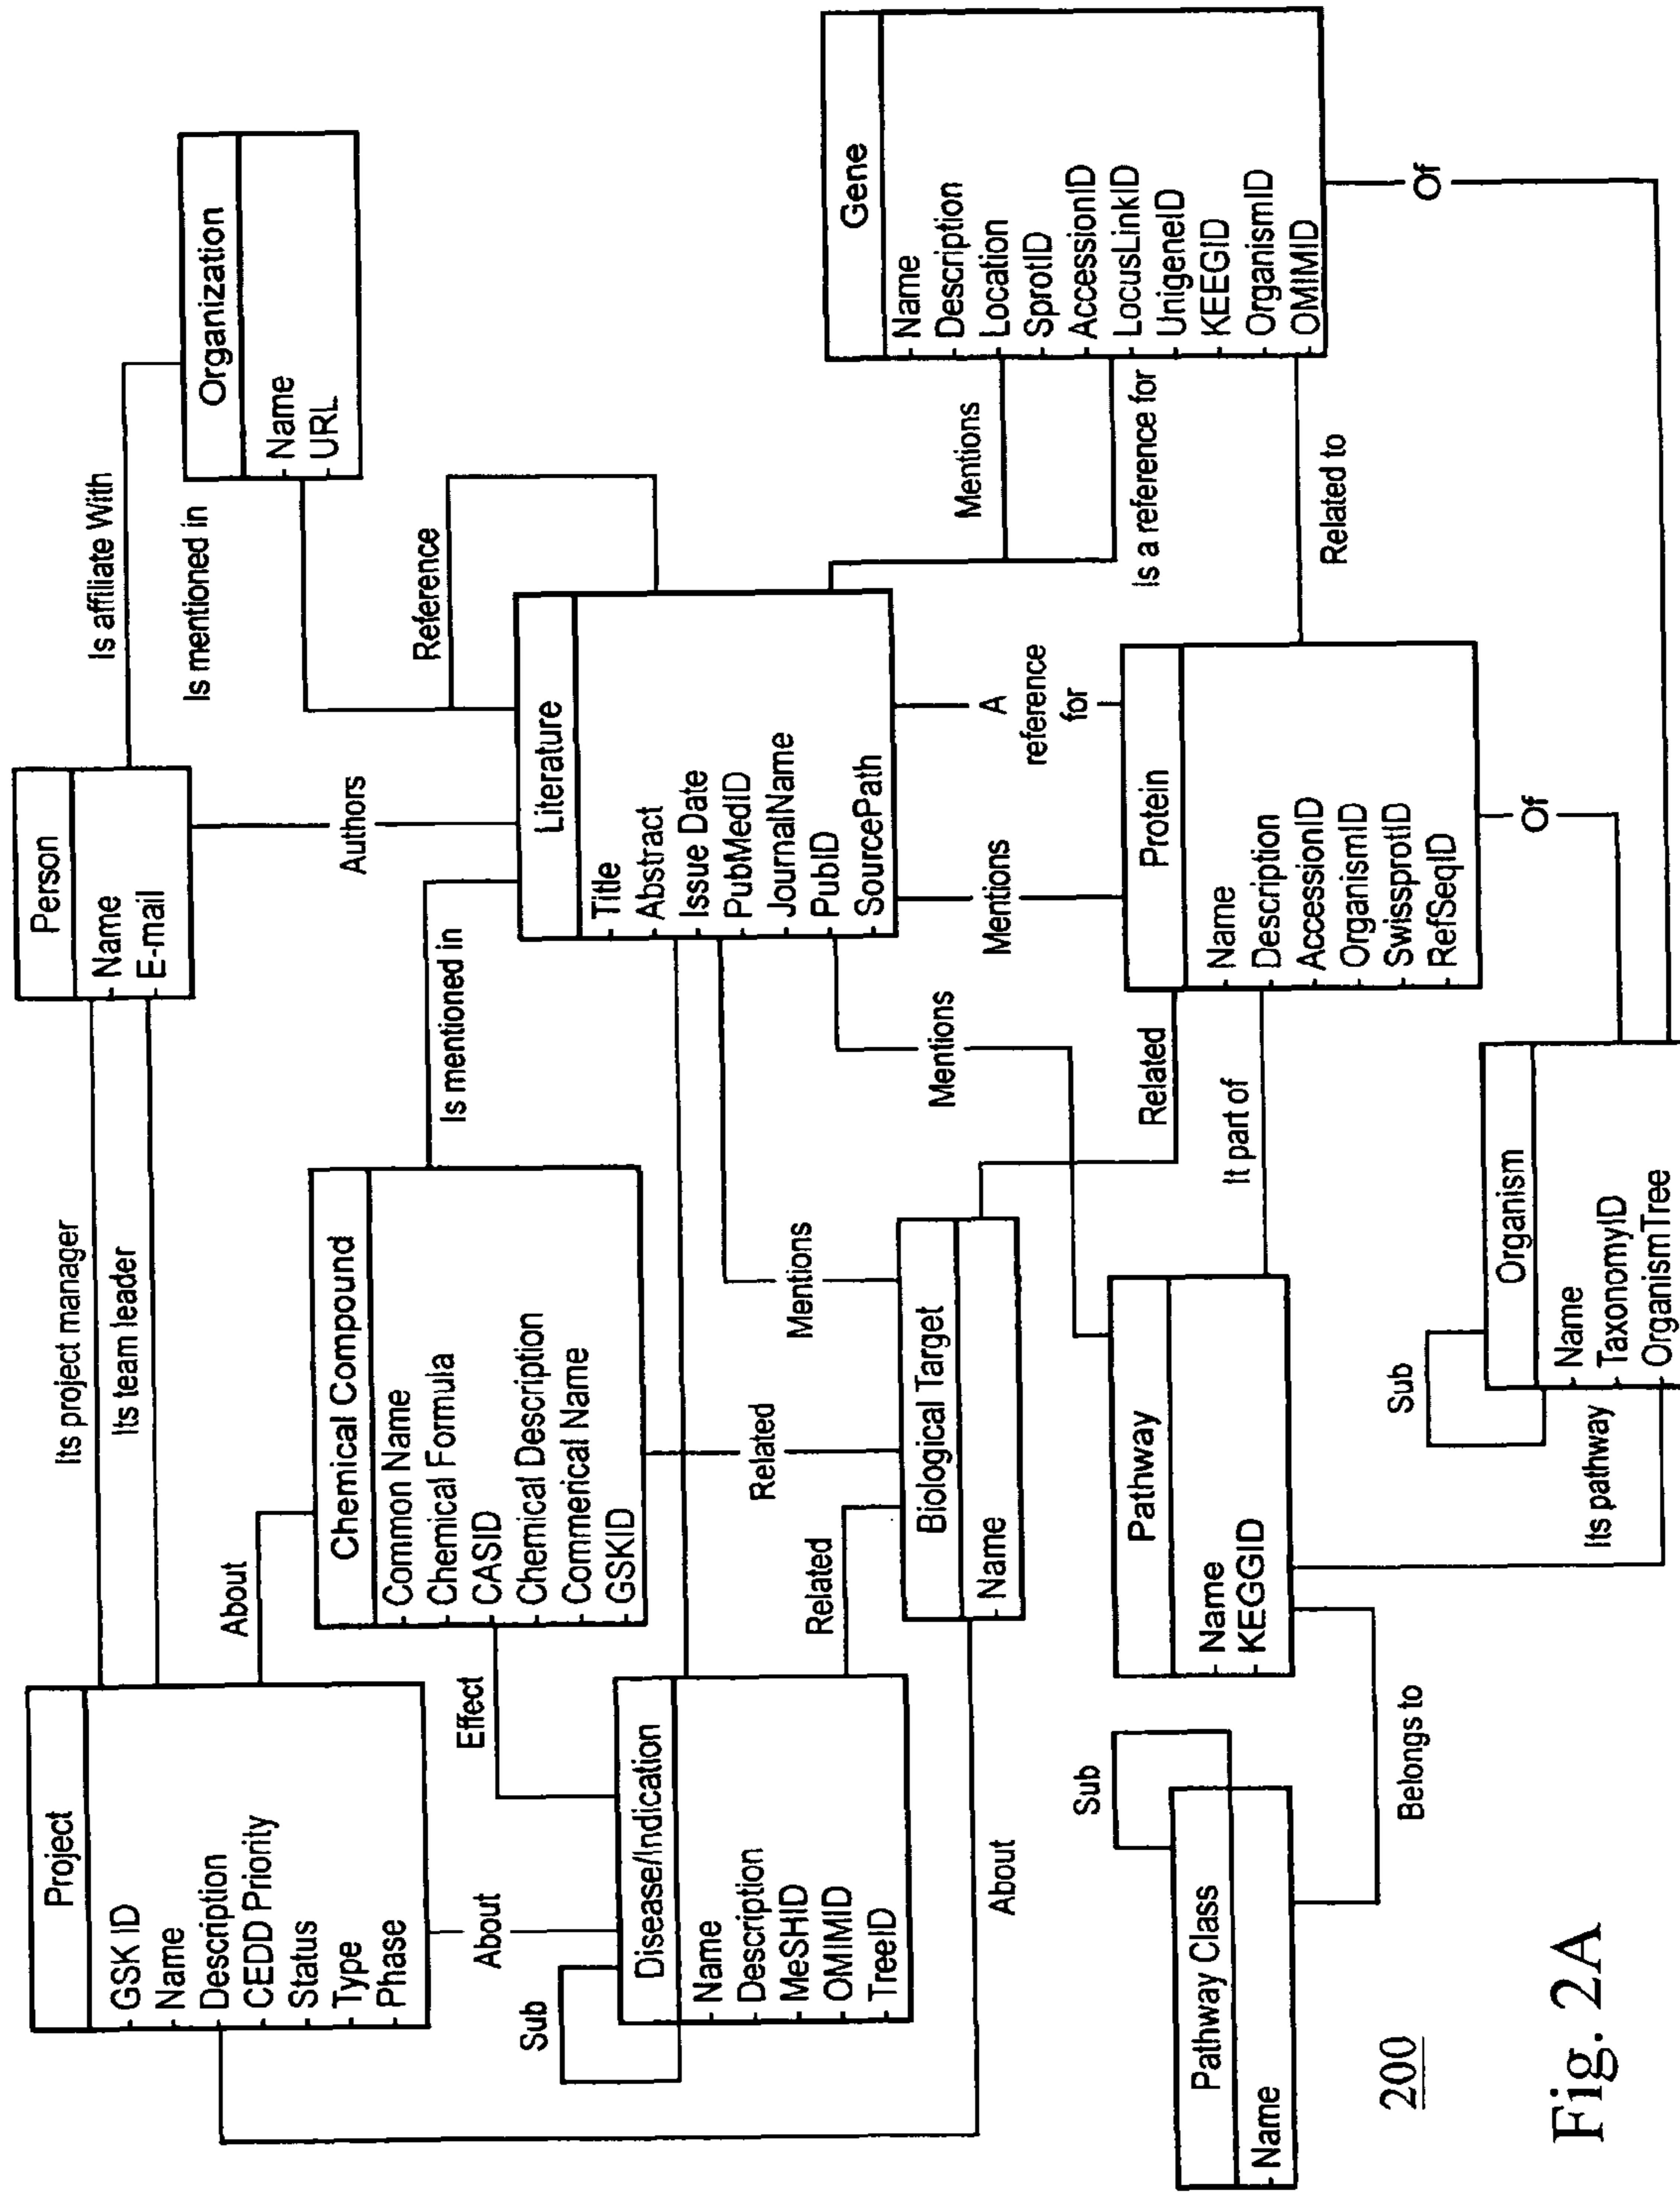 Project
GSK ID
Name
Description
CEDD Priority
Status
Type
Phase
Its project manager
Its team leader
Person
Name
E-mail
Is affiliate With
Is mentioned in
Organization
Name
URL
About
Chemical Compound
Common Name
Chemical Formula
CASID
Chemical Description
Commerical Name
GSKID
Is mentioned in
Authors
Reference
Literature
Title
Abstract
Issue Date
PubMedID
JournalName
PubID
SourcePath
Effect
About
Sub
Disease/Indication
Name
Description
MeSHID
OMIMID
TreeID
Related
Related
Mentions
Mentions
Mentions
A
reference
for
Mentions
Is a reference for
Gene
Name
Description
Location
SprotID
AccessionID
LocusLinkID
UnigeneID
KEEGID
OrganismID
OMIMID
Biological Target
Name
About
Related
It part of
Protein
Name
Description
AccessionID
OrganismID
SwissprotID
RefSeqID
Related to
Of
Of
Sub
Pathway Class
Name
Belongs to
Pathway
Name
KEGGID
Its pathway
Sub
Organism
Name
TaxonomyID
OrganismTree
200
Fig. 2A